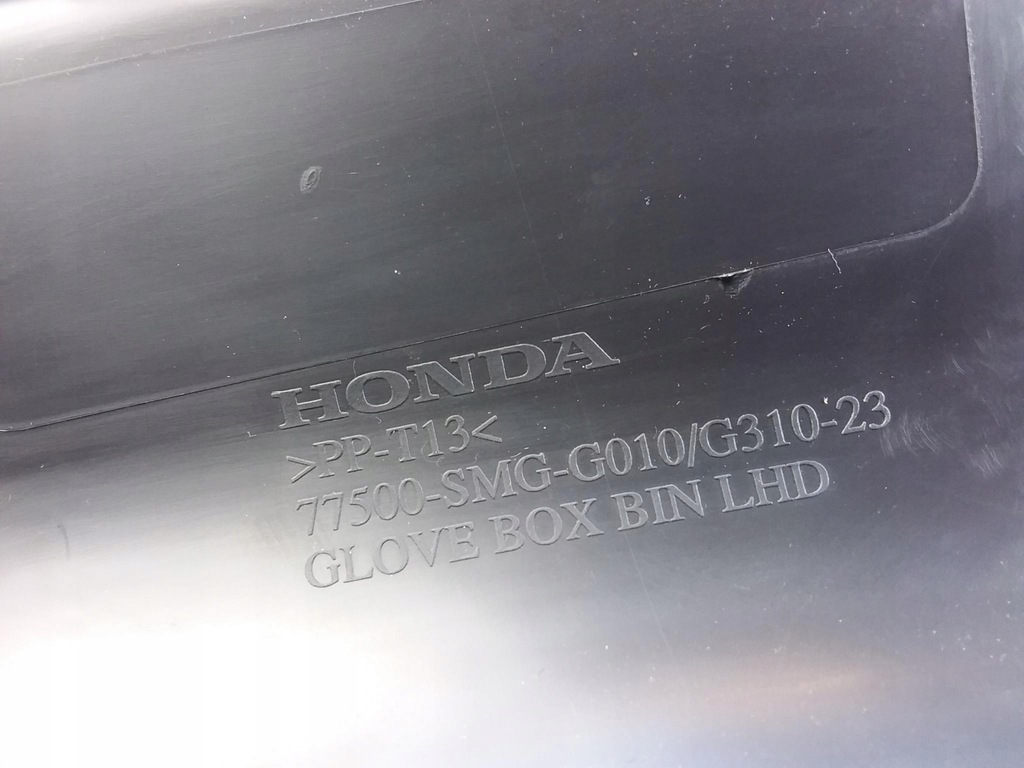 HONDA
>PP-T13<
77500-SMG-G010/G310-23
GLOVE BOX BIN LHD